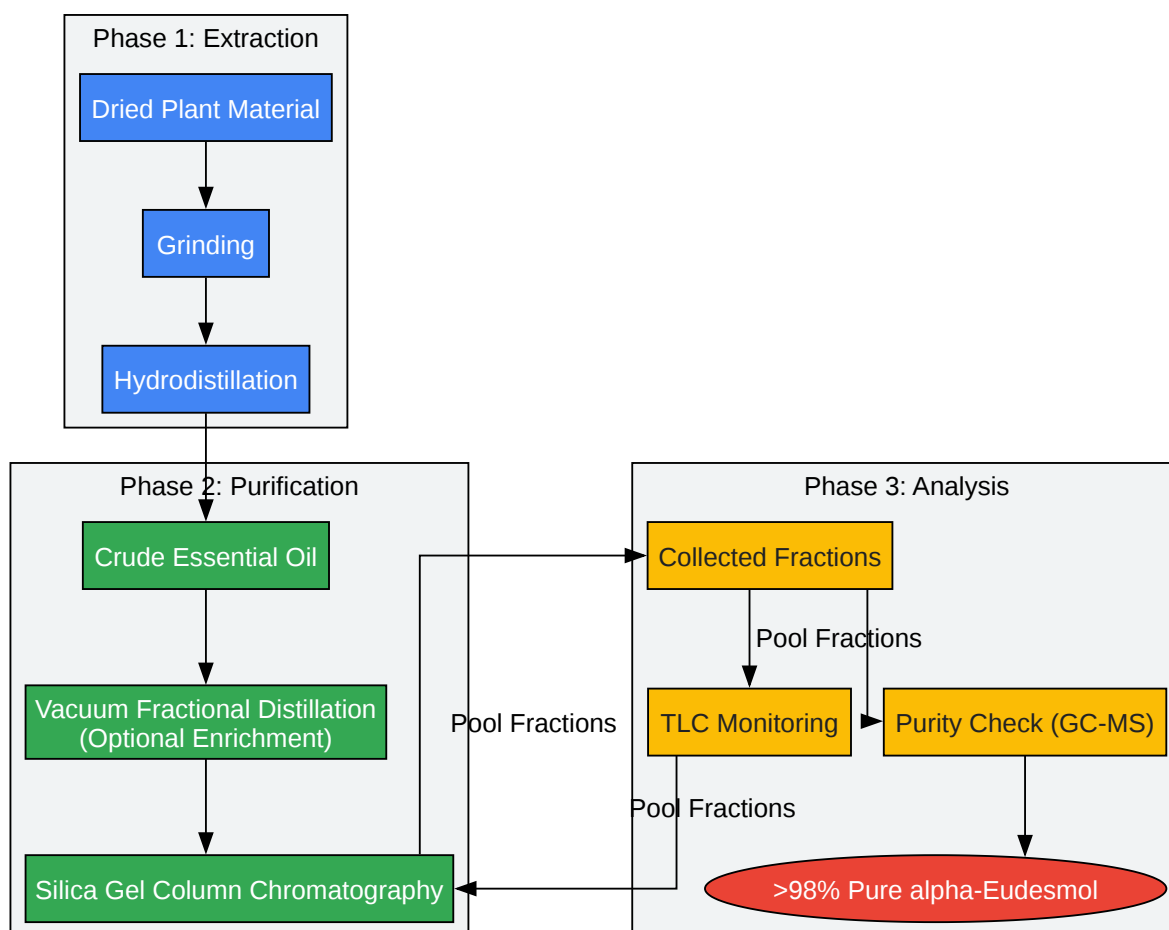 Phase 1: Extraction
Dried Plant Material
Grinding
Hydrodistillation
Phase 2: Purification
Crude Essential Oil
Vacuum Fractional Distillation
(Optional Enrichment)
Silica Gel Column Chromatography
Pool Fractions
Phase 3: Analysis
Collected Fractions
Pool Fractions
TLC Monitoring
Purity Check (GC-MS)
Pool Fractions
>98% Pure alpha-Eudesmol